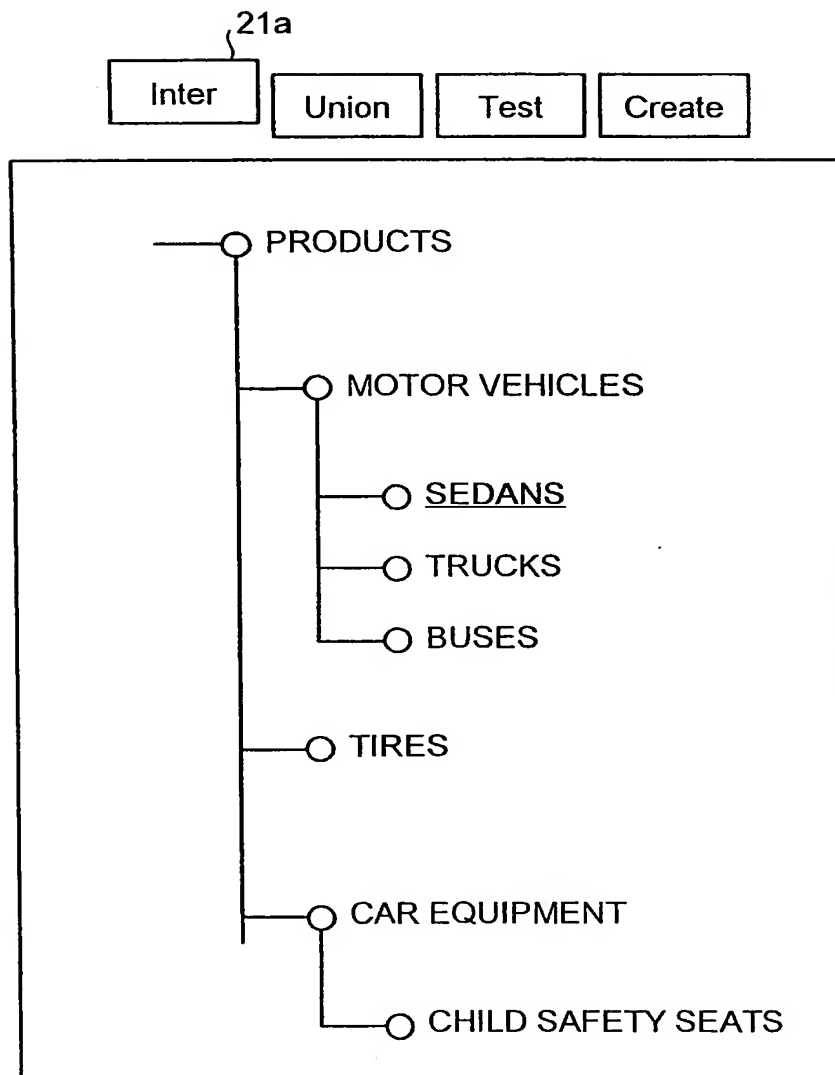 21a
Inter Union Test Create
PRODUCTS
MOTOR VEHICLES
SEDANS
TRUCKS
BUSES
TIRES
CAR EQUIPMENT
CHILD SAFETY SEATS